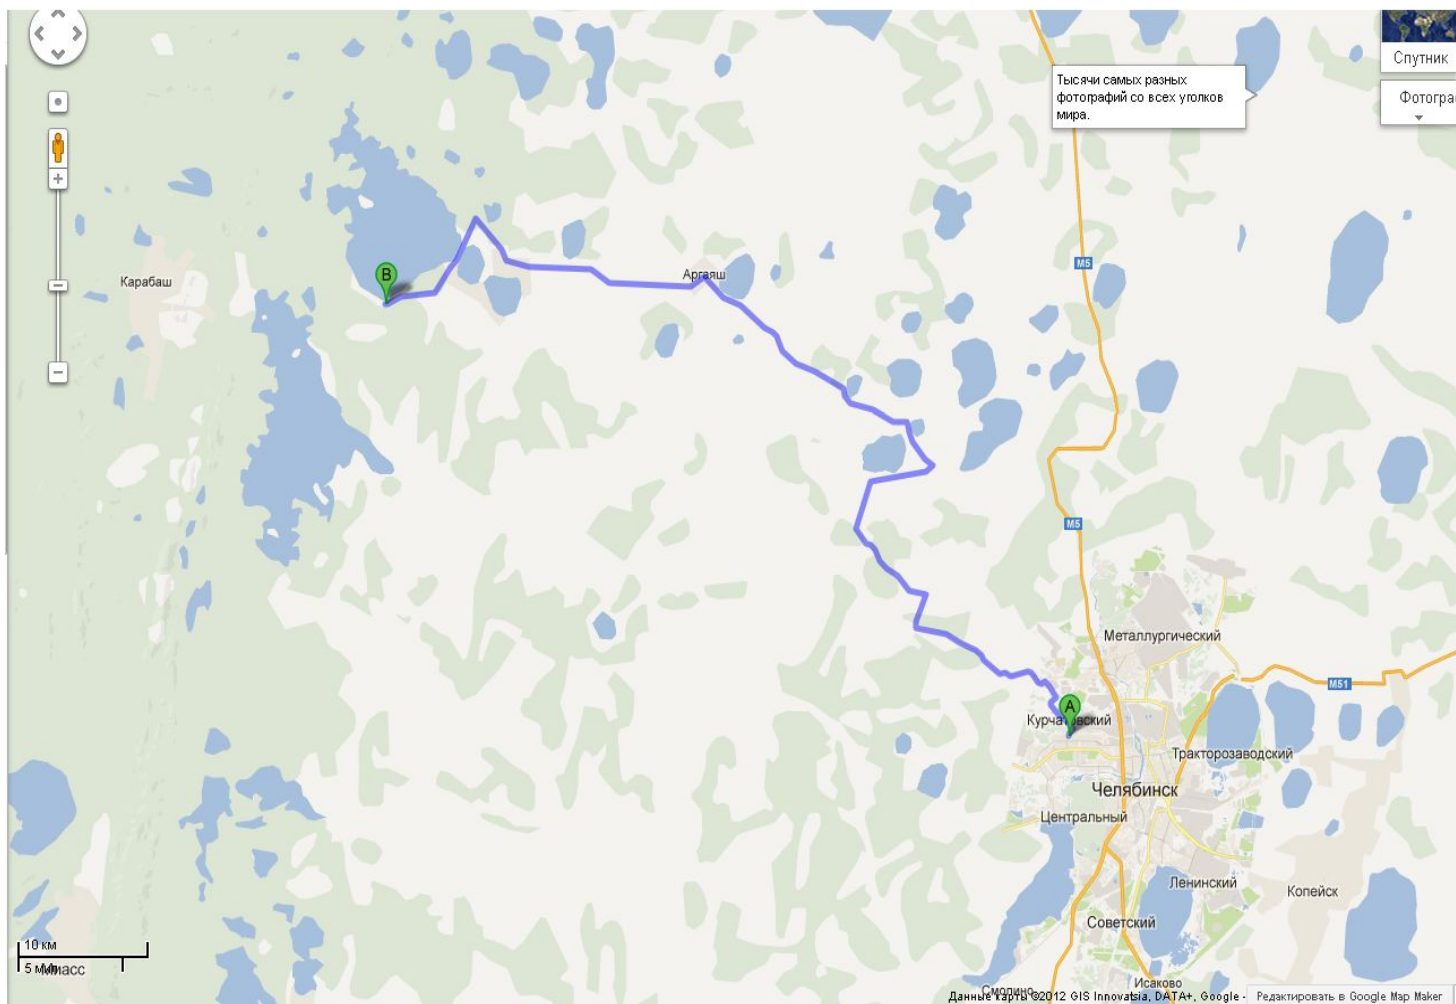 Спутник
Тысячи самых разных
фотографий со всех уголков
мира.
Фотогра
M5
Карабаш
B
Аргаяш
M5
Металлургический
M51
A
Курчатовский
Тракторозаводский
Челябинск
Центральный
Ленинский
Копейск
Советский
10 км
5 мили
Миасс
Смолино
Исаково
Данные карты ©2012 GIS Innovatsia, DATA+, Google -
Редактировать в Google Map Maker